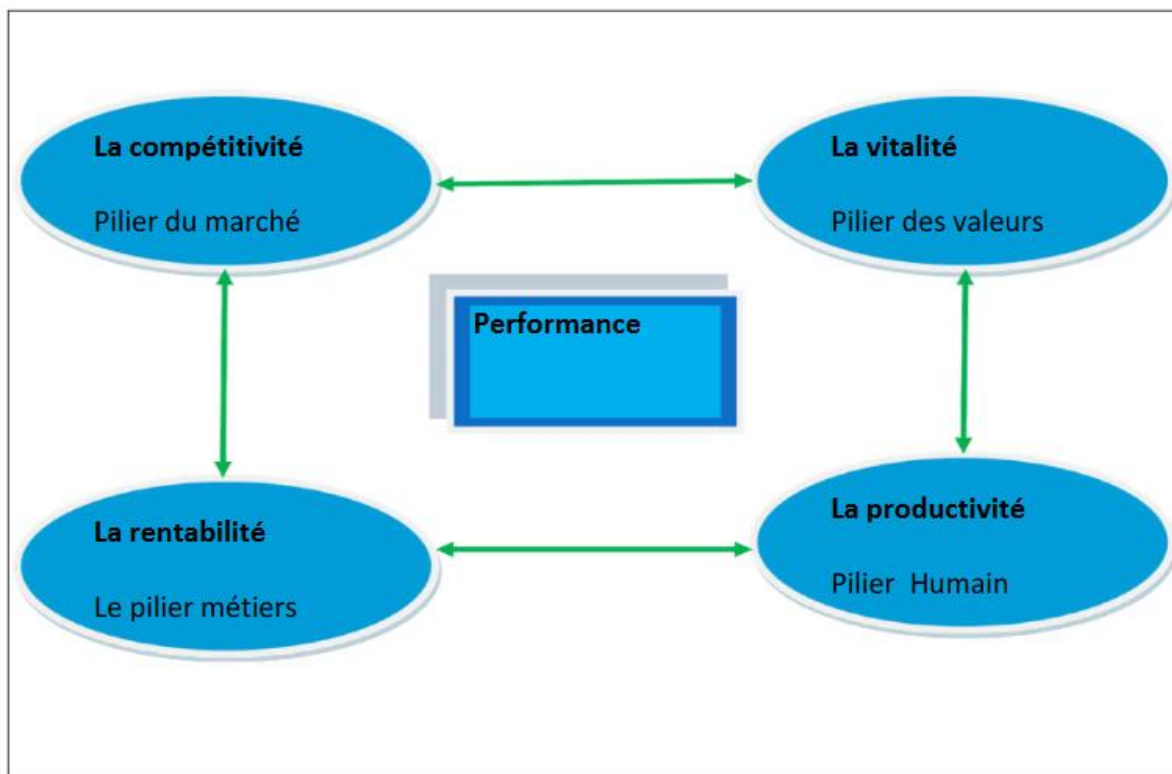 La compétitivité
Pilier du marché
La vitalité
Pilier des valeurs
Performance
La rentabilité
Le pilier métiers
La productivité
Pilier  Humain